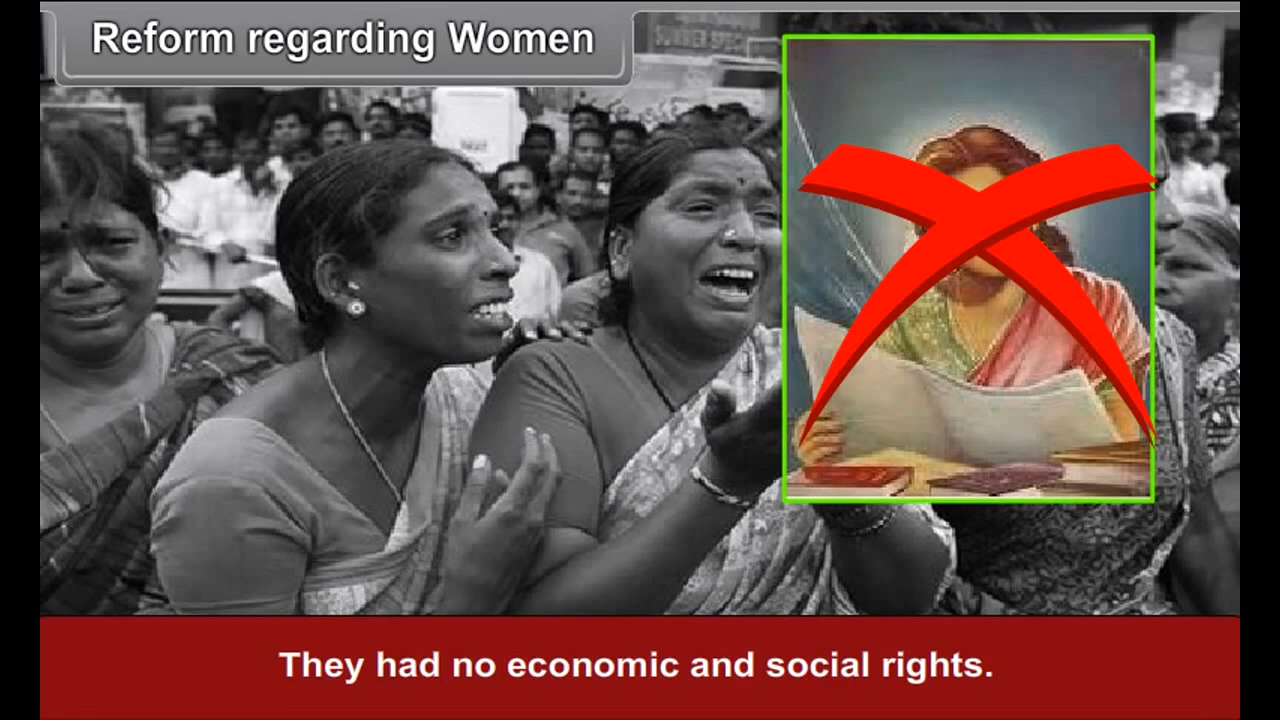 Reform regarding Women
They had no economic and social rights.